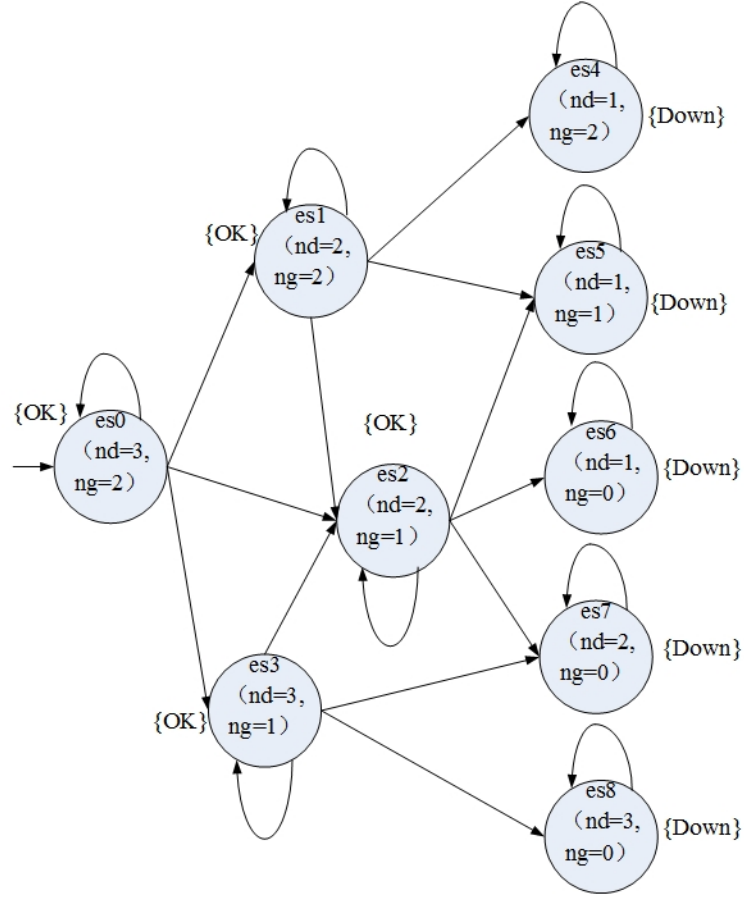 es4
（nd=1,
ng=2）
{Down}
es1
{OK}
（nd=2,
ng=2）
es5
（nd=1,
ng=1）
{Down}
{OK}
es0
（nd=3,
ng=2）
{OK}
es2
（nd=2,
ng=1）
es6
（nd=1,
ng=0）
{Down}
es7
（nd=2,
ng=0）
{Down}
es3
（nd=3,
ng=1）
{OK}
es8
（nd=3,
ng=0）
{Down}